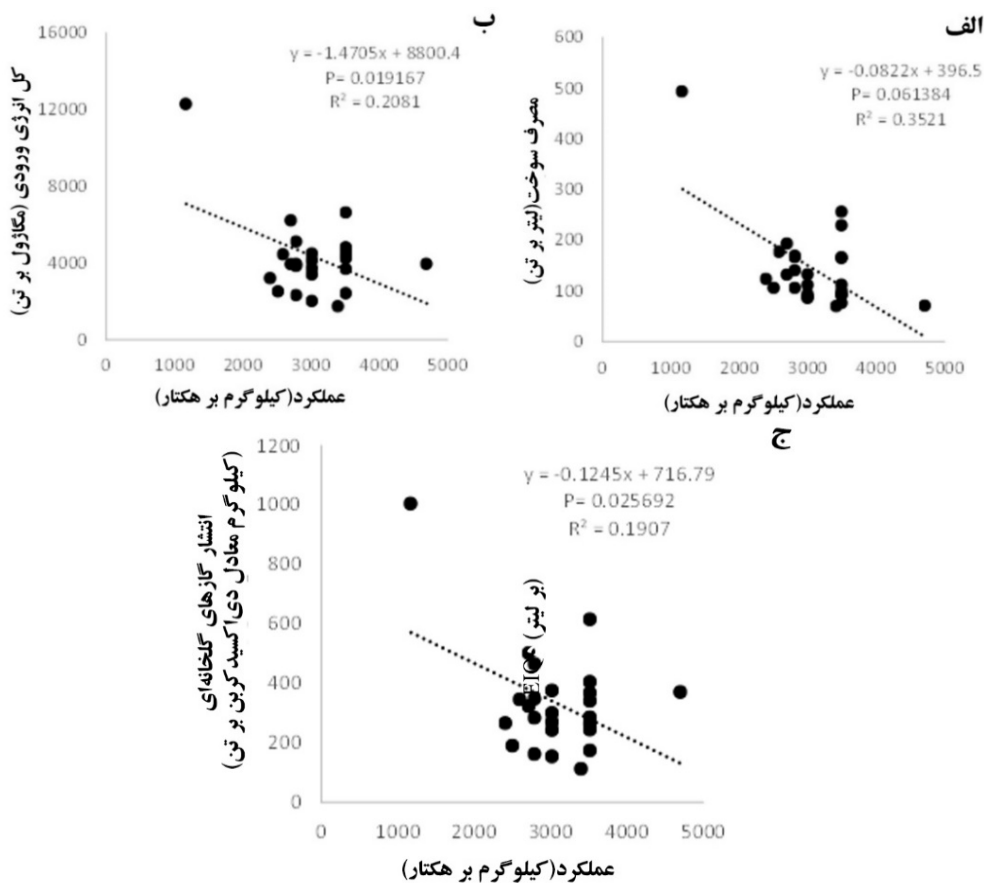 الف
y = -0.0822x + 396.5
P= 0.061384
R² = 0.3521
مصرف سوخت(لیتر بر تن)
600
500
400
300
200
100
0
0 1000 2000 3000 4000 5000
عملکرد(کیلوگرم بر هکتار)
ب
y = -1.4705x + 8800.4
P= 0.019167
R² = 0.2081
کل انرژی ورودی (مگاژول بر تن)
16000
12000
8000
4000
0
0 1000 2000 3000 4000 5000
عملکرد(کیلوگرم بر هکتار)
ج
y = -0.1245x + 716.79
P= 0.025692
R² = 0.1907
انتشار گازهای گلخانه‌ای
(کیلوگرم معادل دی‌اکسیدکربن بر تن)
1200
1000
800
600
400
200
0
(بر لیتر)
0 1000 2000 3000 4000 5000
عملکرد(کیلوگرم بر هکتار)